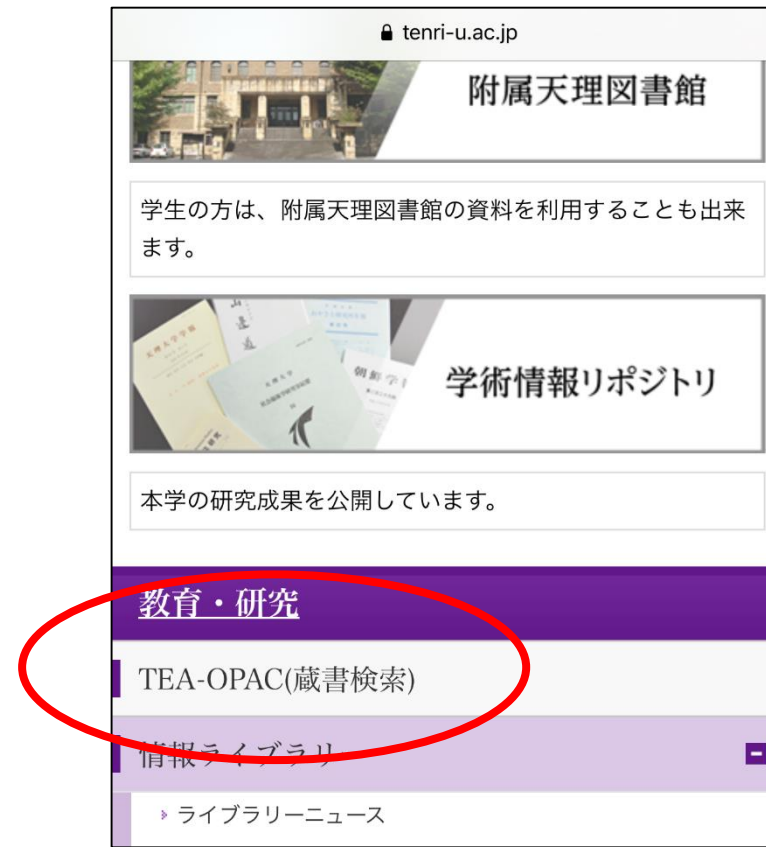 tenri-u.ac.jp
附属天理図書館
学生の方は、附属天理図書館の資料を利用することも出来
ます。
学術情報リポジトリ
本学の研究成果を公開しています。
教育・研究
TEA-OPAC(蔵書検索)
情報ライブラリー
ライブラリーニュース